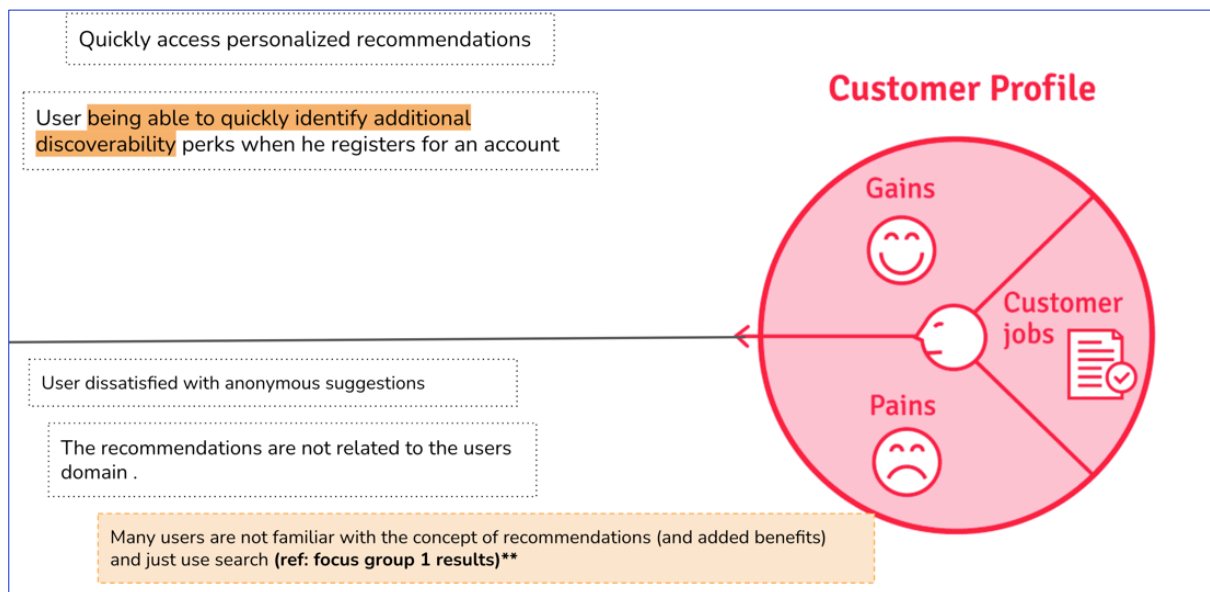 Quickly access personalized recommendations
Customer Profile
User being able to quickly identify additional
discoverability perks when he registers for an account
Gains
Customer
jobs
User dissatisfied with anonymous suggestions
Pains
The recommendations are not related to the users
domain .
Many users are not familiar with the concept of recommendations (and added benefits)
and just use search (ref: focus group 1 results)**